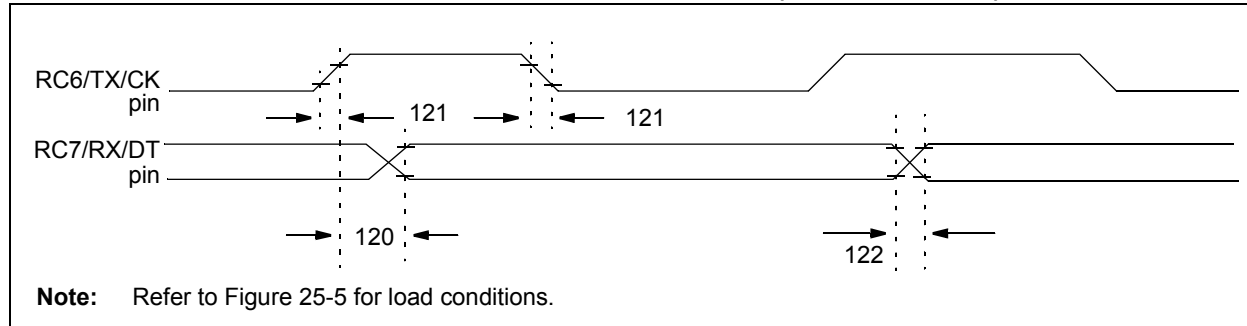 RC6/TX/CK
pin
121
121
RC7/RX/DT
pin
120
122
Note: Refer to Figure 25-5 for load conditions.